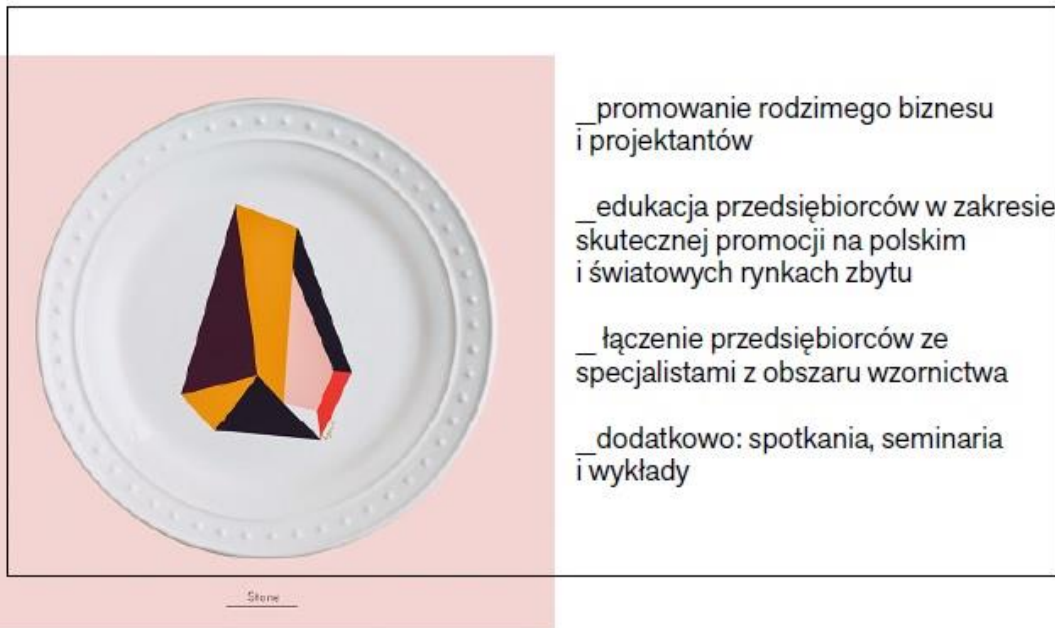 _promowanie rodzimego biznesu
i projektantów
_edukacja przedsiębiorców w zakresie
skutecznej promocji na polskim
i światowych rynkach zbytu
_ łączenie przedsiębiorców ze
specjalistami z obszaru wzornictwa
_dodatkowo: spotkania, seminaria
i wykłady
Stone